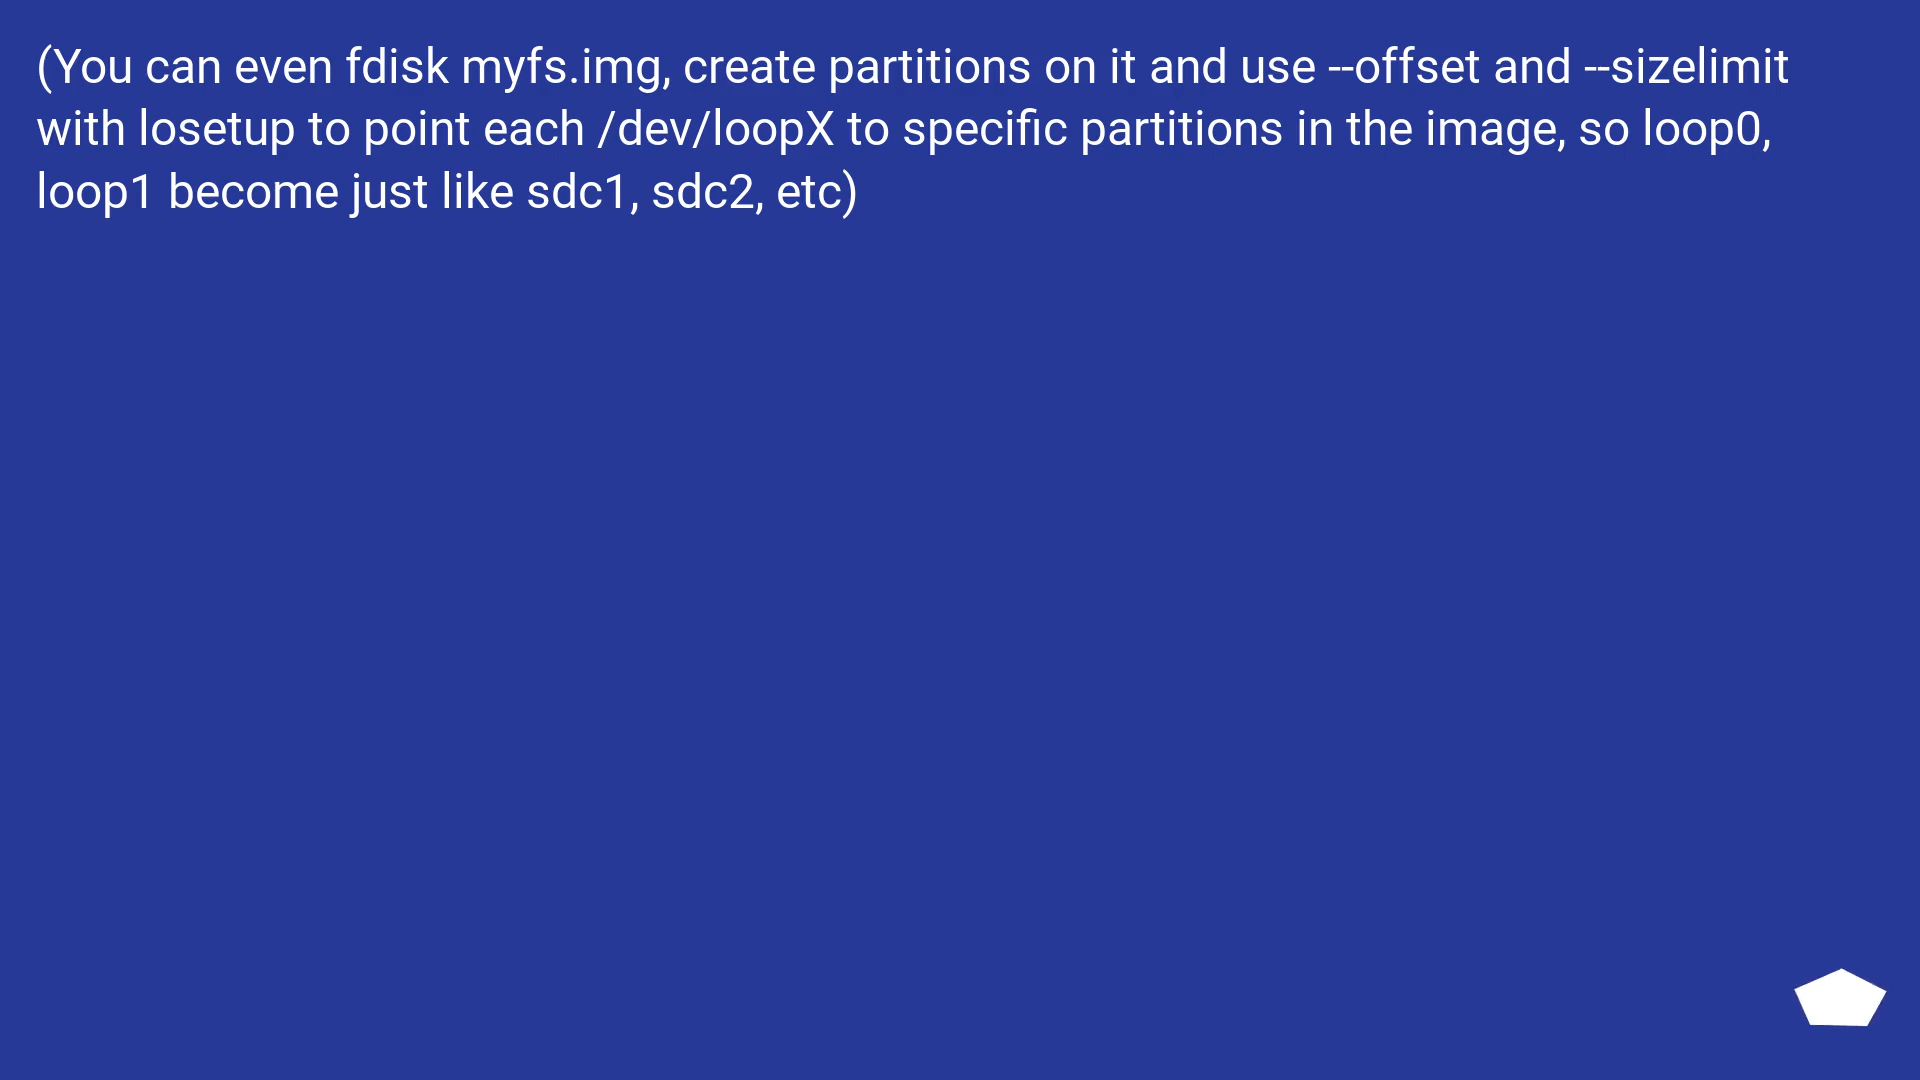 (You can even fdisk myfs.img, create partitions on it and use --offset and --sizelimit
with losetup to point each /dev/loopX to specific partitions in the image, so loop0,
loop1 become just like sdc1, sdc2, etc)